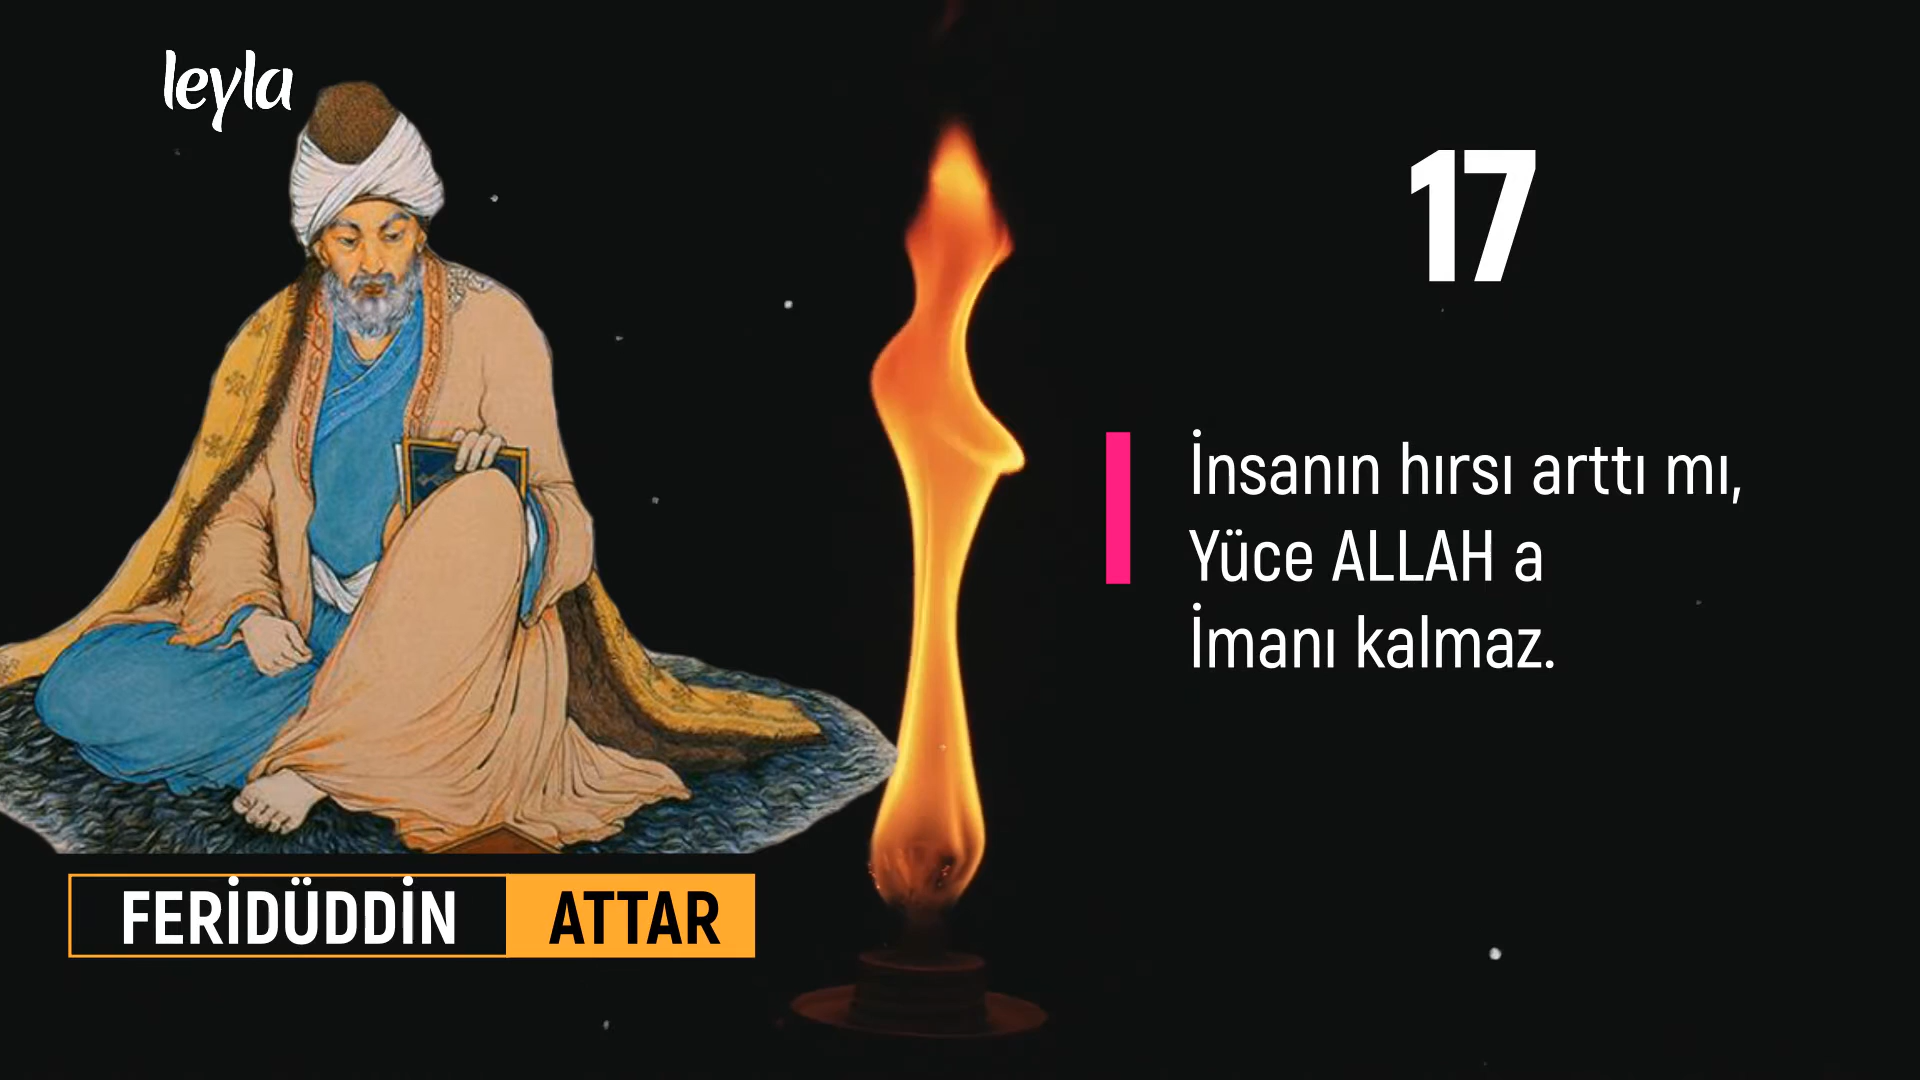 leyla
17
İnsanın hırsı arttı mı,
Yüce ALLAH a
İmanı kalmaz.
FERİDÜDDİN ATTAR